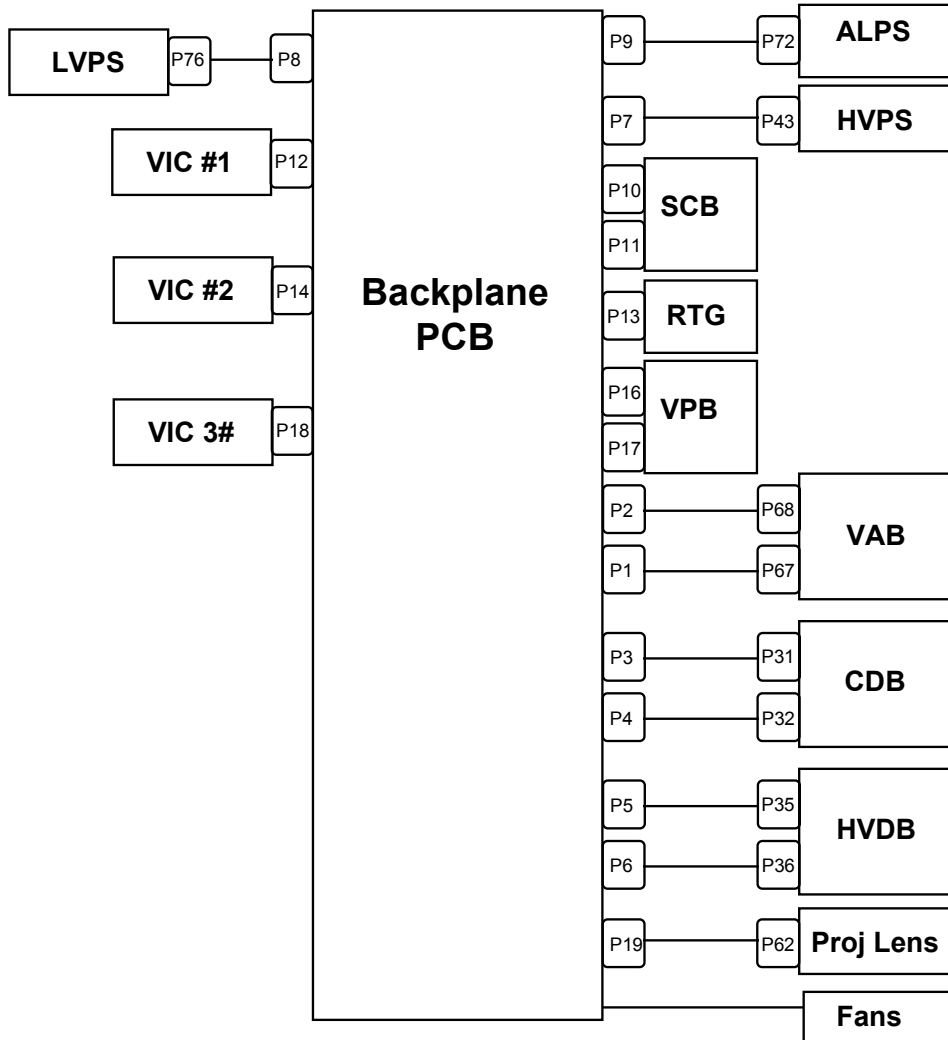 P9 P72 ALPS
LVPS P76 P8
P7 P43 HVPS
VIC #1 P12
P10 SCB
P11
VIC #2 P14
Backplane
PCB
P13 RTG
P16 VPB
VIC 3# P18
P17
P2 P68 VAB
P1 P67
P3 P31 CDB
P4 P32
P5 P35 HVDB
P6 P36
P19 P62 Proj Lens
Fans